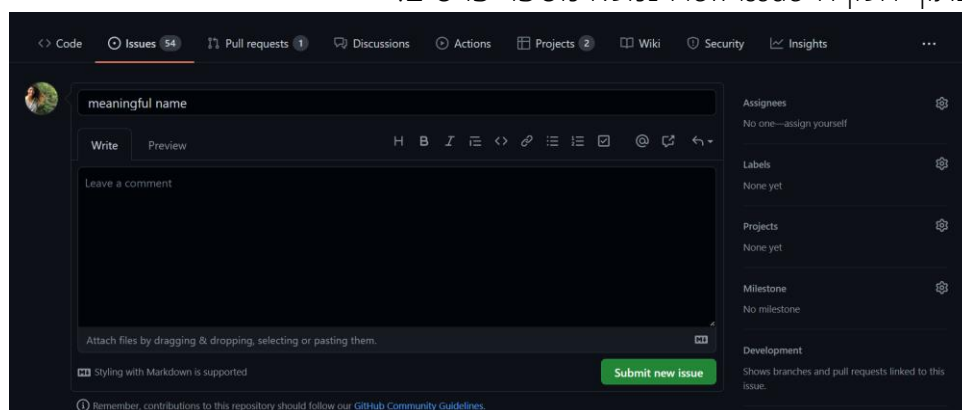 issue
Code Issues 54 Pull requests 1 Discussions Actions Projects 2 Wiki Security Insights ...
meaningful name
Write Preview
Leave a comment
Attach files by dragging & dropping, selecting or pasting them.
Styling with Markdown is supported
Submit new issue
Remember, contributions to this repository should follow our GitHub Community Guidelines.
Assignees
No one—assign yourself
Labels
None yet
Projects
None yet
Milestone
No milestone
Development
Shows branches and pull requests linked to this
issue.